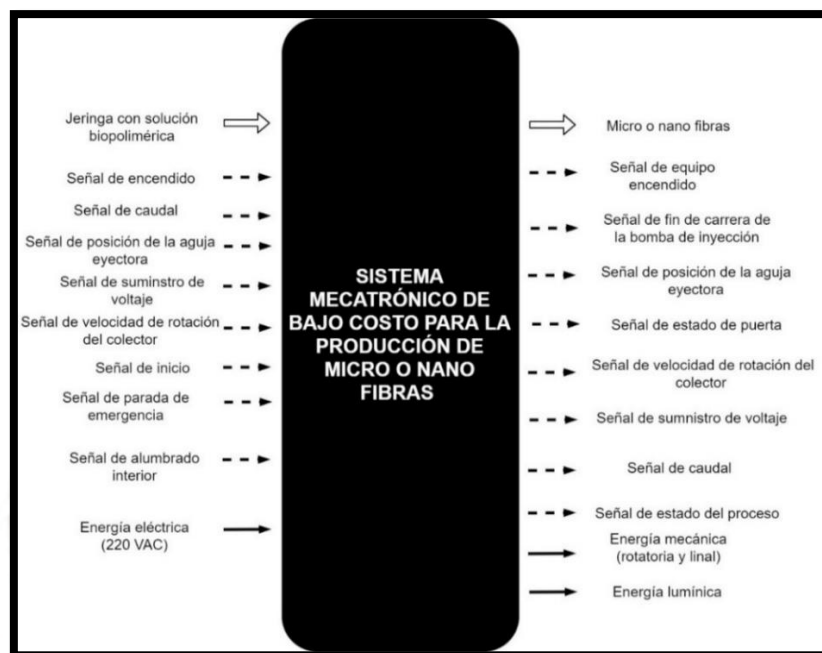 Jeringa con solución
biopolimérica
Señal de encendido
Señal de caudal
Señal de posición de la aguja
eyectora
Señal de suminstro de
voltaje
Señal de velocidad de rotación
del colector
Señal de inicio
Señal de parada de
emergencia
Señal de alumbrado
interior
Energía eléctrica
(220 VAC)
SISTEMA
MECATRÓNICO DE
BAJO COSTO PARA LA
PRODUCCIÓN DE
MICRO O NANO
FIBRAS
Micro o nano fibras
Señal de equipo
encendido
Señal de fin de carrera de
la bomba de inyección
Señal de posición de la aguja
eyectora
Señal de estado de puerta
Señal de velocidad de rotación del
colector
Señal de sumnistro de voltaje
Señal de caudal
Señal de estado del proceso
Energía mecánica
(rotatoria y linal)
Energía lumínica